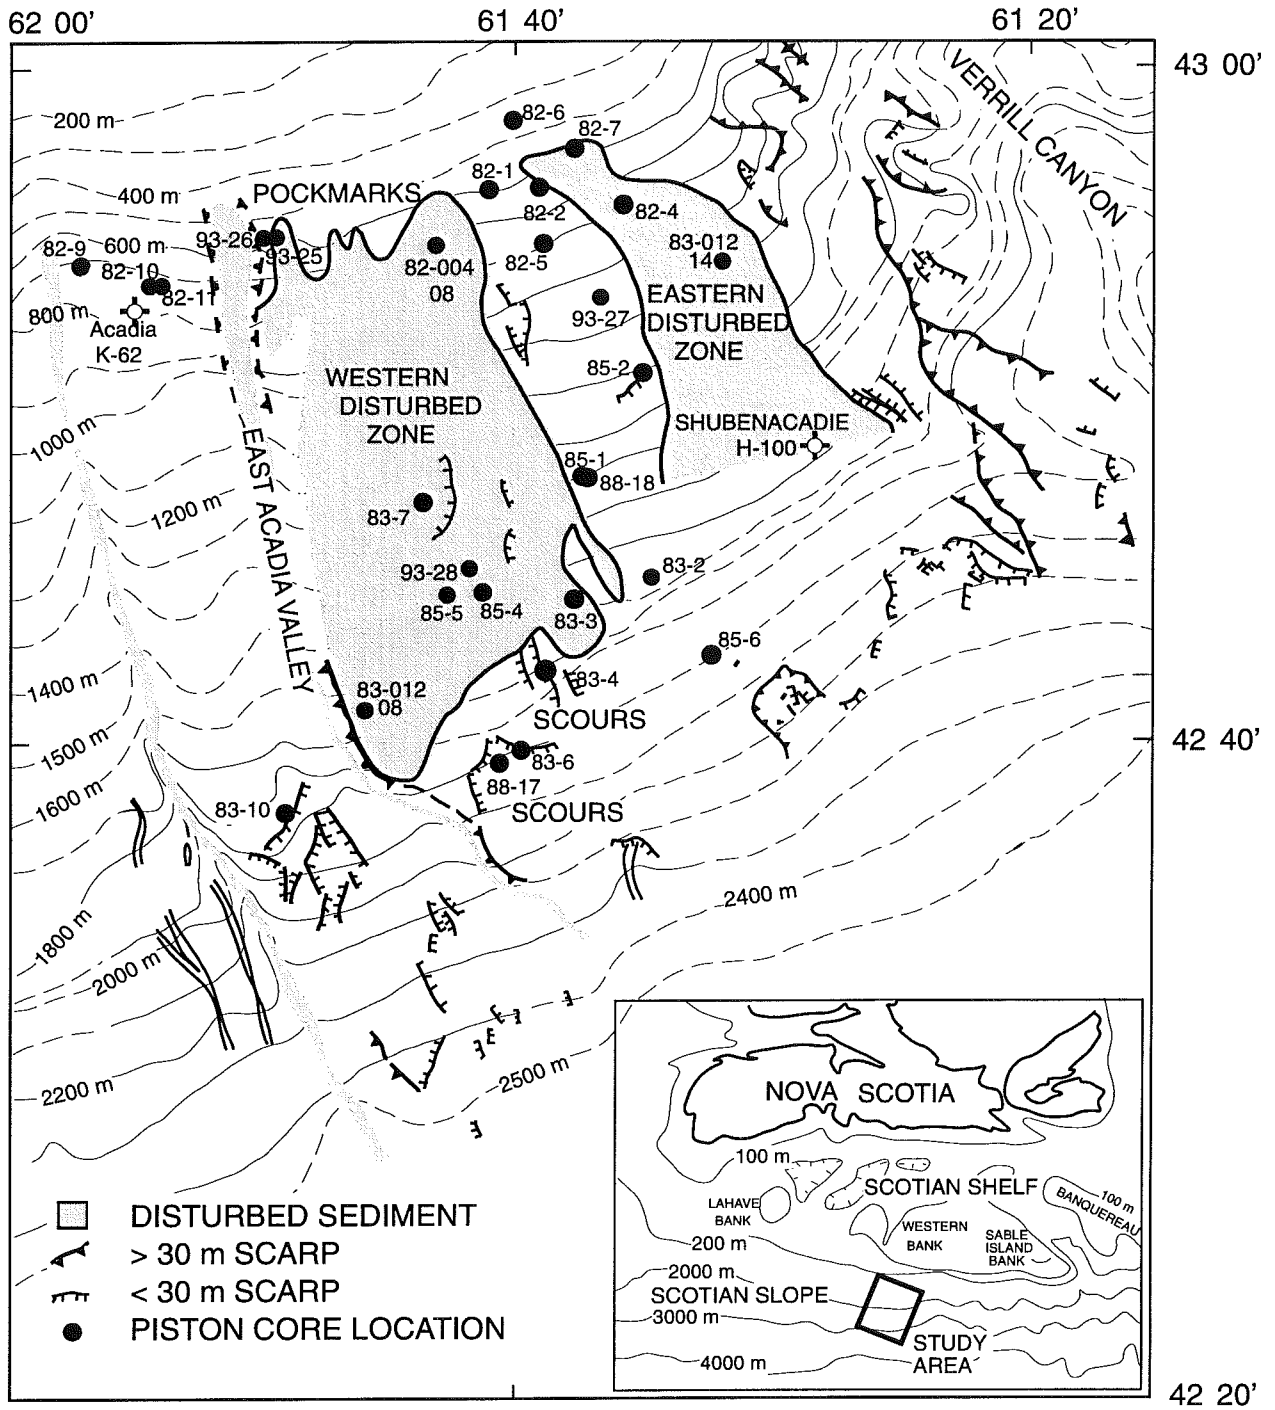 62 00'
61 40'
61 20'
43 00'
VERRILL CANYON
200 m
82-6
82-7
400 m
POCKMARKS
82-1
82-2
82-4
93-26
93-25
82-9
600 m
82-10
82-11
82-004
08
82-5
83-012
14
800 m
Acadia
K-62
93-27
EASTERN
DISTURBED
ZONE
85-2
WESTERN
DISTURBED
ZONE
SHUBENACADIE
H-100
1000 m
EAST ACADIA VALLEY
85-1
88-18
1200 m
83-7
93-28
83-2
85-5
85-4
83-3
85-6
1400 m
83-4
83-012
08
SCOURS
1500 m
42 40'
83-6
88-17
1600 m
83-10
SCOURS
2400 m
1800 m
2000 m
2200 m
2500 m
NOVA SCOTIA
100 m
SCOTIAN SHELF
100 m
BANQUEREAU
LAHAVE
BANK
WESTERN
BANK
SABLE
ISLAND
BANK
200 m
2000 m
SCOTIAN SLOPE
3000 m
STUDY
AREA
4000 m
DISTURBED SEDIMENT
> 30 m SCARP
< 30 m SCARP
PISTON CORE LOCATION
42 20'